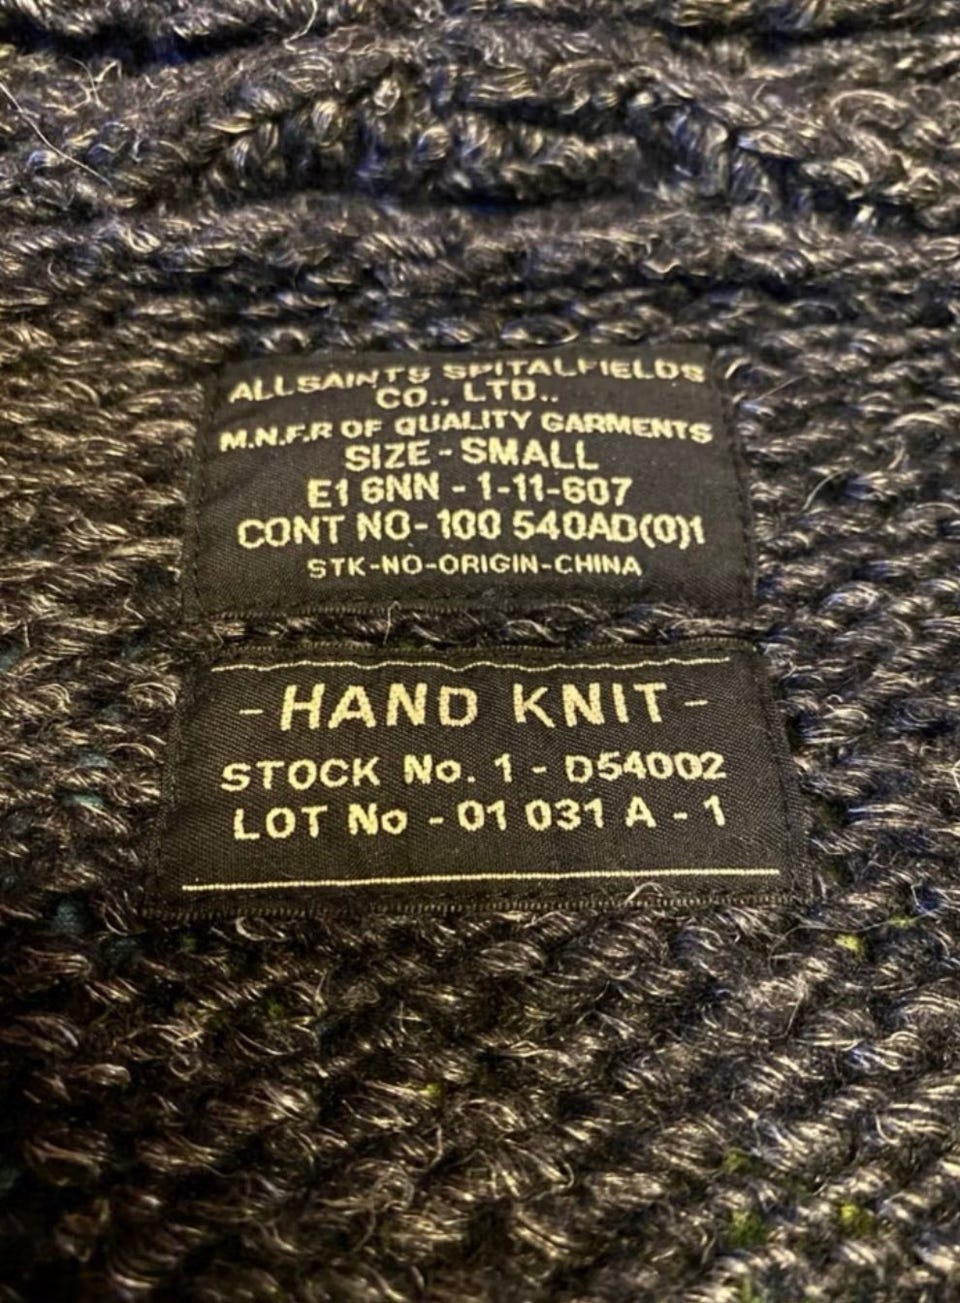 ALLSAINTS SPITALFIELDS
CO.. LTD..
M.N.F.R OF QUALITY GARMENTS
SIZE - SMALL
E1 6NN - 1-11-607
CONT NO- 100 540AD(0)1
STK-NO-ORIGIN-CHINA
-HAND KNIT-
STOCK No. 1 - D54002
LOT No - 01 031 A - 1